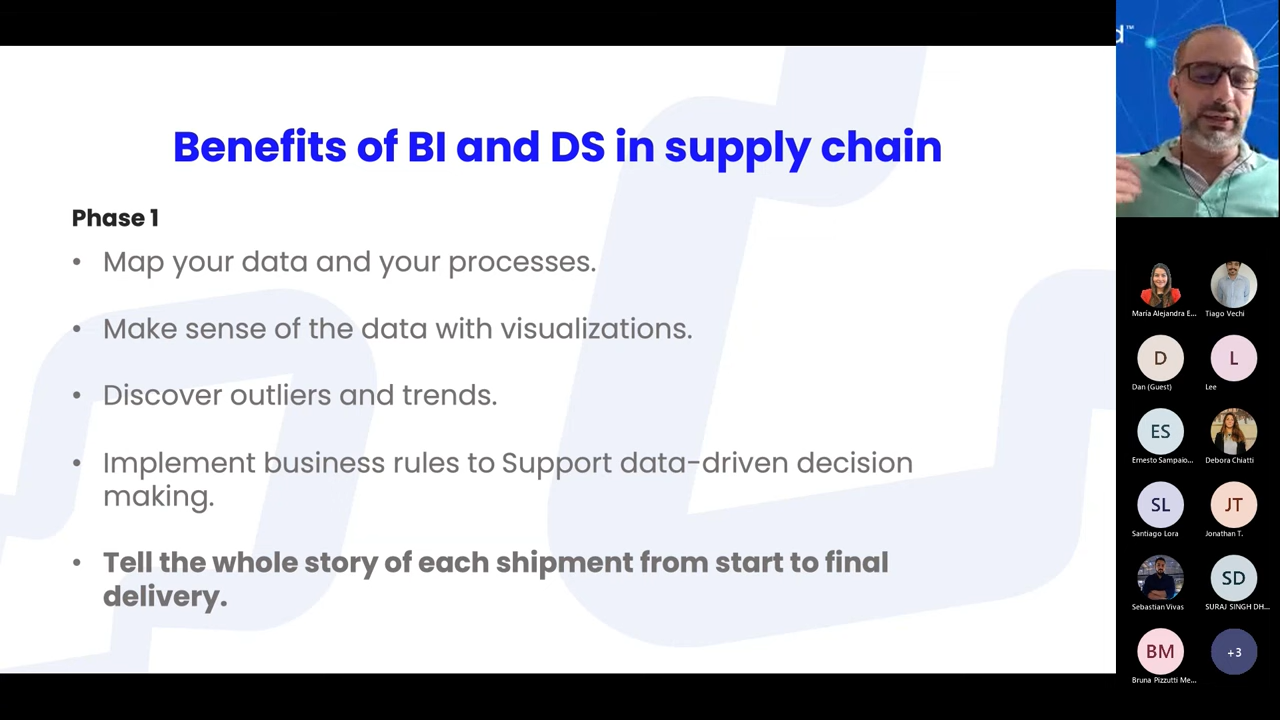 Benefits of BI and DS in supply chain
Phase 1
• Map your data and your processes.
• Make sense of the data with visualizations.
• Discover outliers and trends.
• Implement business rules to Support data-driven decision
making.
• Tell the whole story of each shipment from start to final
delivery.
d™
María Alejandra E...
Tiago Vechi
D
Dan (Guest)
L
Lee
ES
Ernesto Sampaio...
Debora Chiatti
SL
Santiago Lora
JT
Jonathan T.
Sebastian Vivas
SD
SURAJ SINGH DH...
BM
Bruna Pizzutti Me...
+3